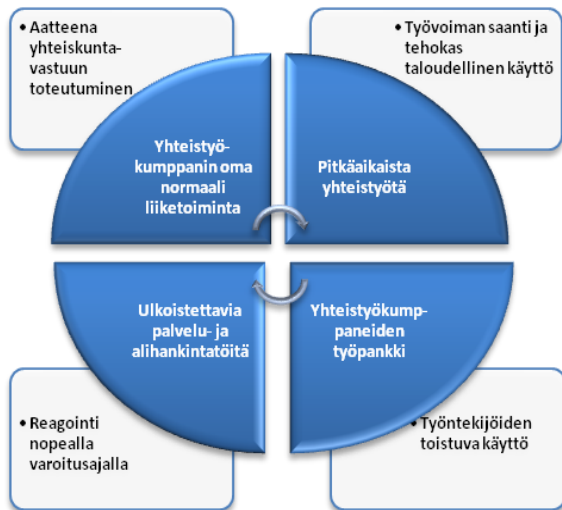 • Aatteena
yhteiskunta-
vastuun
toteutuminen
• Työvoiman saanti ja
tehokas
taloudellinen käyttö
Yhteistyö-
kumppanin oma
normaali
liiketoiminta
Pitkäaikaista
yhteistyötä
Ulkoistettavia
palvelu- ja
alihankintatöitä
Yhteistyökump-
paneiden
työpankki
• Reagointi
nopealla
varoitusajalla
• Työntekijöiden
toistuva käyttö